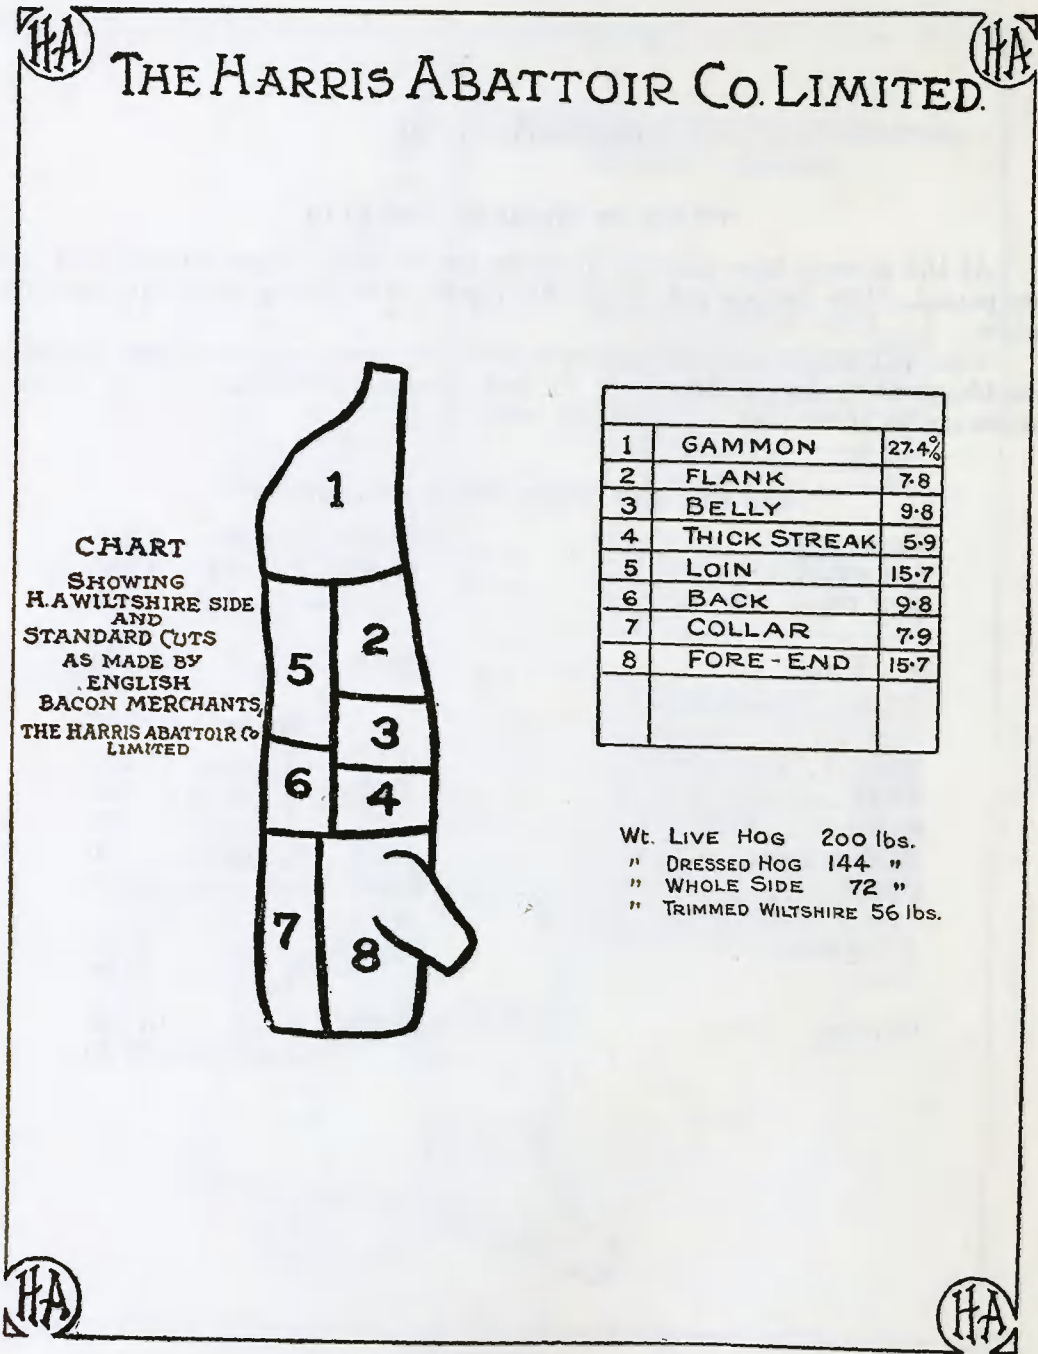 HA
HA
THE HARRIS ABATTOIR CO. LIMITED.
CHART
SHOWING
H.A WILTSHIRE SIDE
AND
STANDARD CUTS
AS MADE BY
ENGLISH
BACON MERCHANTS,
THE HARRIS ABATTOIR Co
LIMITED
1
2
5
3
6
4
7
8
1 GAMMON 27.4%
2 FLANK 7.8
3 BELLY 9.8
4 THICK STREAK 5.9
5 LOIN 15.7
6 BACK 9.8
7 COLLAR 7.9
8 FORE-END 15.7
Wt. LIVE HOG 200 lbs.
" DRESSED HOG 144 "
" WHOLE SIDE 72 "
" TRIMMED WILTSHIRE 56 lbs.
HA
HA